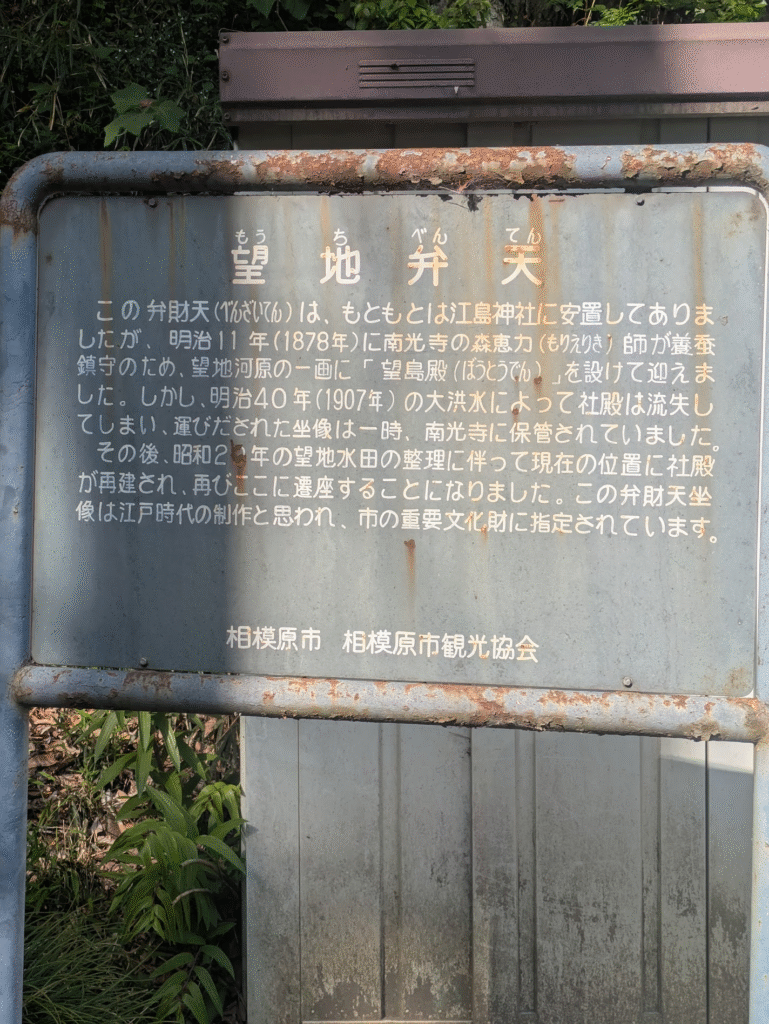 もう ち べん てん
望地弁天
この弁財天(べんざいてん)は、もともとは江島神社に安置してありま
したが、明治11年(1878年)に南光寺の森恵力(もりえりき)師が養蚕
鎮守のため、望地河原の一画に「望島殿(ぼうとうでん)」を設けて迎えま
した。しかし、明治40年(1907年)の大洪水によって社殿は流失し
てしまい、運びだされた坐像は一時、南光寺に保管されていました。
その後、昭和2年の望地水田の整理に伴って現在の位置に社殿
が再建され、再びここに遷座することになりました。この弁財天坐
像は江戸時代の制作と思われ、市の重要文化財に指定されています。
相模原市 相模原市観光協会